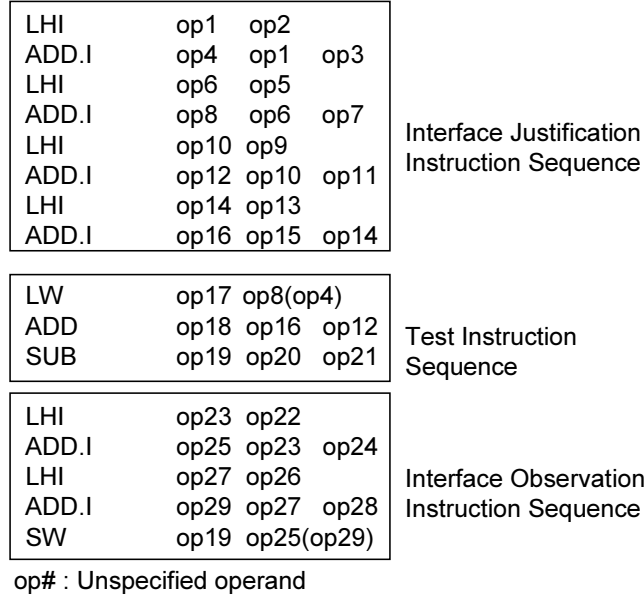 LHI op1 op2
ADD.I op4 op1 op3
LHI op6 op5
ADD.I op8 op6 op7
LHI op10 op9
ADD.I op12 op10 op11
LHI op14 op13
ADD.I op16 op15 op14
Interface Justification
Instruction Sequence
LW op17 op8(op4)
ADD op18 op16 op12
SUB op19 op20 op21
Test Instruction
Sequence
LHI op23 op22
ADD.I op25 op23 op24
LHI op27 op26
ADD.I op29 op27 op28
SW op19 op25(op29)
Interface Observation
Instruction Sequence
op# : Unspecified operand